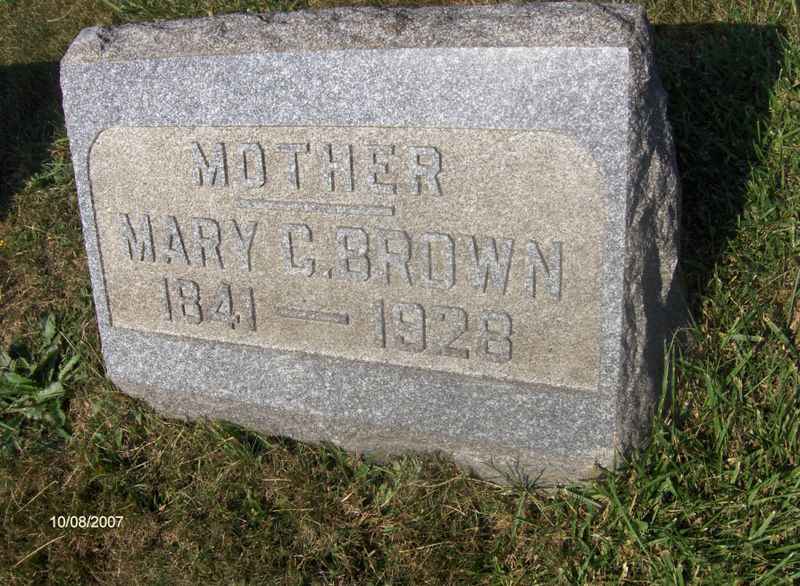 MOTHER
MARY C. BROWN
1841 — 1928
10/08/2007